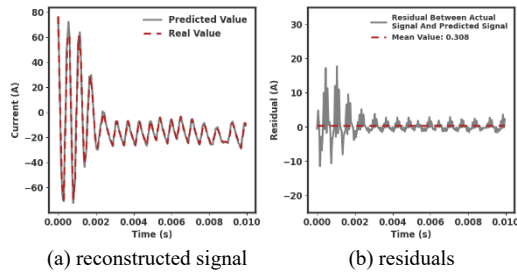 80
60
40
20
0
−20
−40
−60
Current (A)
Predicted Value
Real Value
0.000 0.002 0.004 0.006 0.008 0.010
Time (s)
(a) reconstructed signal
30
20
10
0
−10
−20
Residual (A)
Residual Between Actual
Signal And Predicted Signal
Mean Value: 0.308
0.000 0.002 0.004 0.006 0.008 0.010
Time (s)
(b) residuals